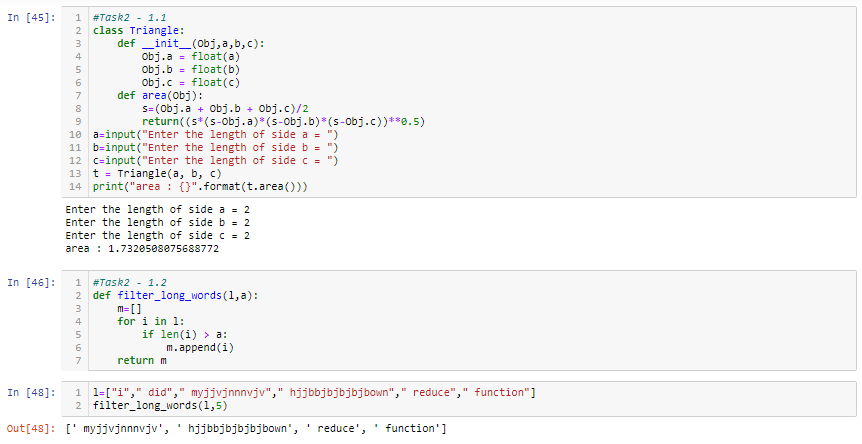 In [45]:
1 #Task2 - 1.1
2 class Triangle:
3     def __init__(Obj,a,b,c):
4         Obj.a = float(a)
5         Obj.b = float(b)
6         Obj.c = float(c)
7     def area(Obj):
8         s=(Obj.a + Obj.b + Obj.c)/2
9         return((s*(s-Obj.a)*(s-Obj.b)*(s-Obj.c))**0.5)
10 a=input("Enter the length of side a = ")
11 b=input("Enter the length of side b = ")
12 c=input("Enter the length of side c = ")
13 t = Triangle(a, b, c)
14 print("area : {}".format(t.area()))
Enter the length of side a = 2
Enter the length of side b = 2
Enter the length of side c = 2
area : 1.7320508075688772
In [46]:
1 #Task2 - 1.2
2 def filter_long_words(l,a):
3     m=[]
4     for i in l:
5         if len(i) > a:
6             m.append(i)
7     return m
In [48]:
1 l=["i"," did"," myjjvjnnnvjv"," hjjbbjbjbjbjbown"," reduce"," function"]
2 filter_long_words(l,5)
Out[48]: [' myjjvjnnnvjv', ' hjjbbjbjbjbjbown', ' reduce', ' function']